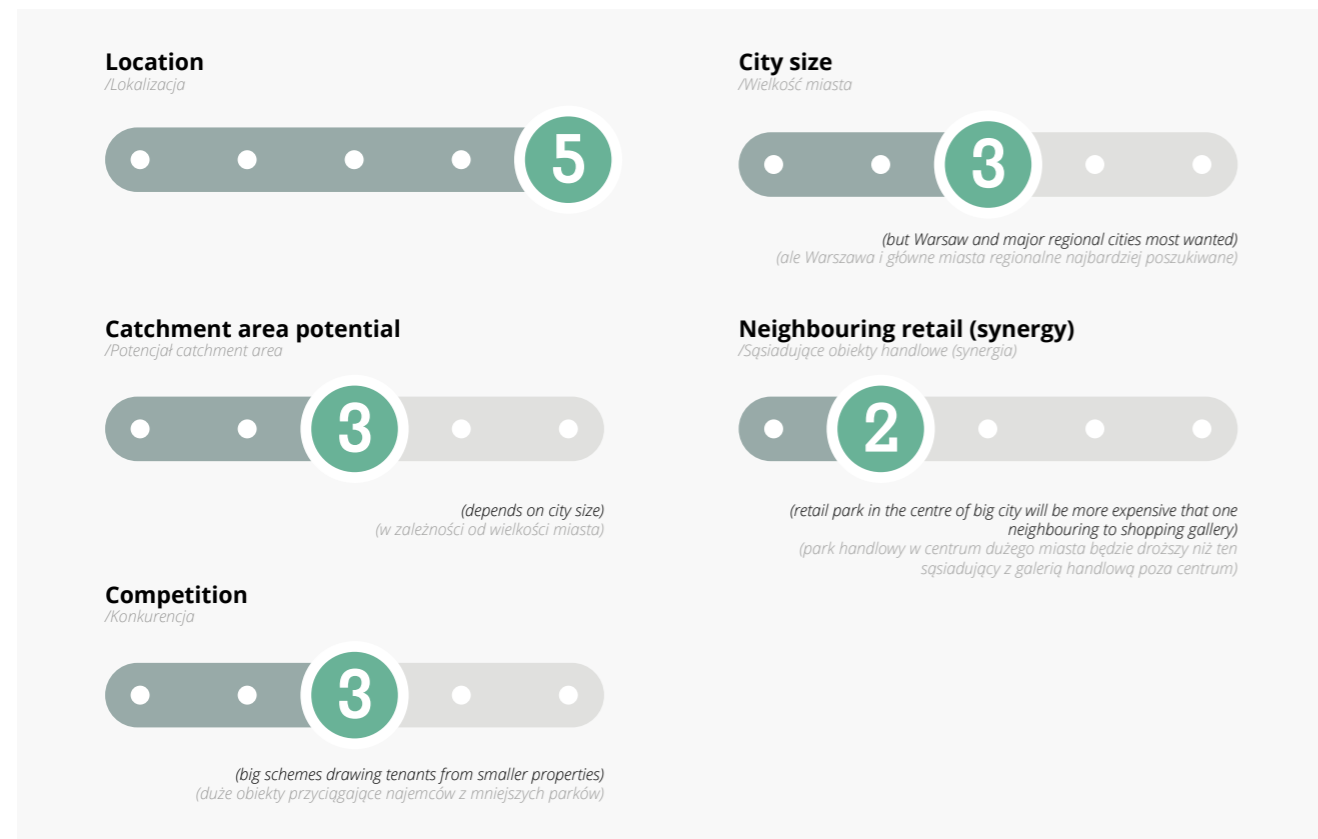 Location
/Lokalizacja
5
City size
/Wielkość miasta
3
(but Warsaw and major regional cities most wanted)
(ale Warszawa i główne miasta regionalne najbardziej poszukiwane)
Catchment area potential
/Potencjał catchment area
3
(depends on city size)
(w zależności od wielkości miasta)
Neighbouring retail (synergy)
/Sąsiadujące obiekty handlowe (synergia)
2
(retail park in the centre of big city will be more expensive that one
neighbouring to shopping gallery)
(park handlowy w centrum dużego miasta będzie droższy niż ten
sąsiadujący z galerią handlową poza centrum)
Competition
/Konkurencja
3
(big schemes drawing tenants from smaller properties)
(duże obiekty przyciągające najemców z mniejszych parków)